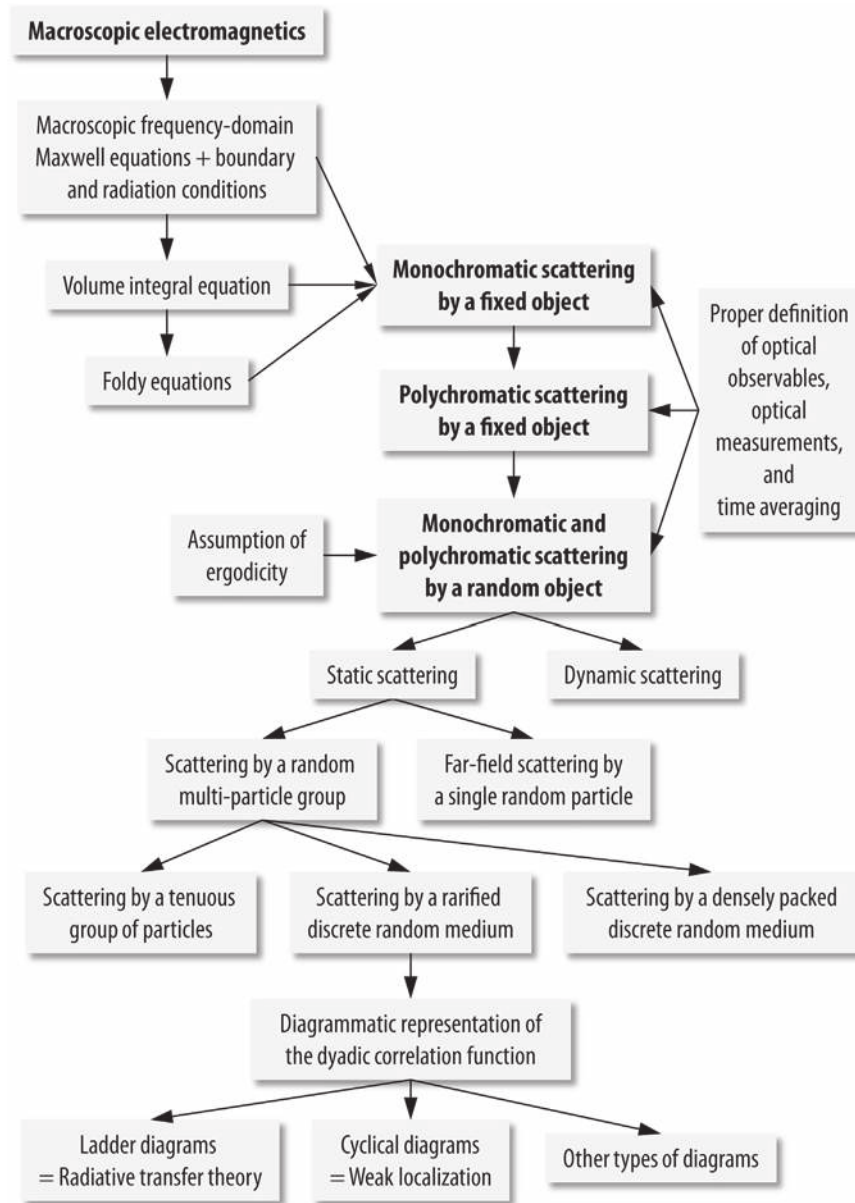 Macroscopic electromagnetics
Macroscopic frequency-domain
Maxwell equations + boundary
and radiation conditions
Volume integral equation
Foldy equations
Monochromatic scattering
by a fixed object
Polychromatic scattering
by a fixed object
Proper definition
of optical
observables,
optical
measurements,
and
time averaging
Assumption of
ergodicity
Monochromatic and
polychromatic scattering
by a random object
Static scattering
Dynamic scattering
Scattering by a random
multi-particle group
Far-field scattering by
a single random particle
Scattering by a tenuous
group of particles
Scattering by a rarified
discrete random medium
Scattering by a densely packed
discrete random medium
Diagrammatic representation of
the dyadic correlation function
Ladder diagrams
= Radiative transfer theory
Cyclical diagrams
= Weak localization
Other types of diagrams